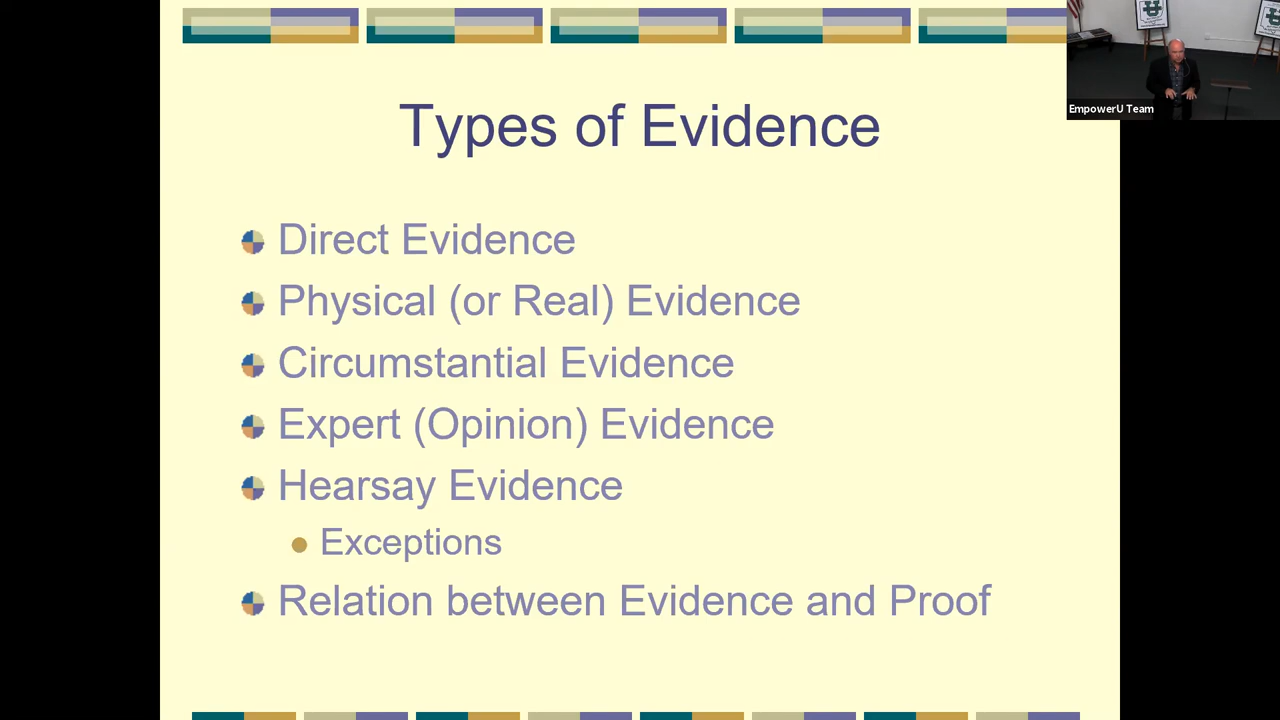 Types of Evidence
EmpowerU Team
Direct Evidence
Physical (or Real) Evidence
Circumstantial Evidence
Expert (Opinion) Evidence
Hearsay Evidence
Exceptions
Relation between Evidence and Proof